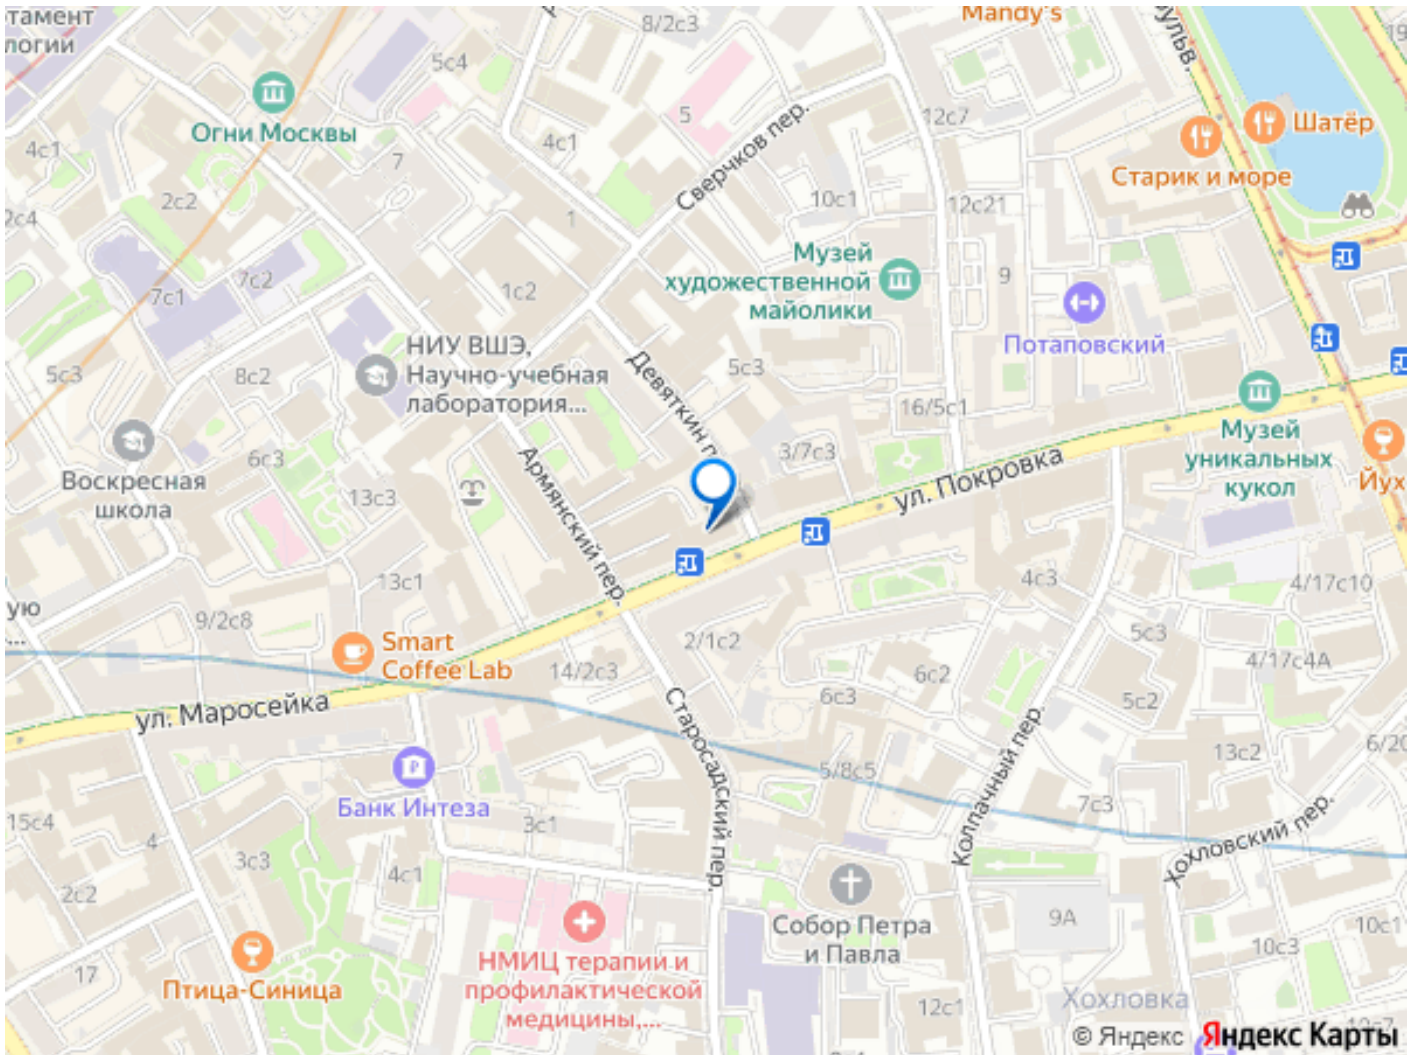 тамент
логии
8/2с3
Mandy's
5с4
Огни Москвы
4с1
7
4с1
5
12с7
Шатёр
Старик и море
Сверчков пер.
2с2
2с4
1
10с1
12с21
Музей
художественной
майолики
9
7с2
7с1
1с2
НИУ ВШЭ,
Научно-учебная
лаборатория...
Потаповский
5с3
8с2
Девяткин п
5с3
16/5с1
Музей
уникальных
кукол
Йух
Воскресная
школа
6с3
13с3
Армянский пер.
3/7с3
ул. Покровка
13с1
4с3
4/17с10
ую
...
9/2с8
Smart
Coffee Lab
14/2с3
2/1с2
5с3
4/17с4А
6с2
6с3
5с2
ул. Маросейка
Старосадский пер.
Колпачный пер.
13с2
6/20
Банк Интеза
5/8с5
7с3
Хохловский пер.
15с4
4
3с1
3с3
4с1
2с2
Собор Петра
и Павла
9А
10с1
10с3
17
Птица-Синица
НМИЦ терапии и
профилактической
медицины,...
12с1
Хохловка
© Яндекс Яндекс Карты